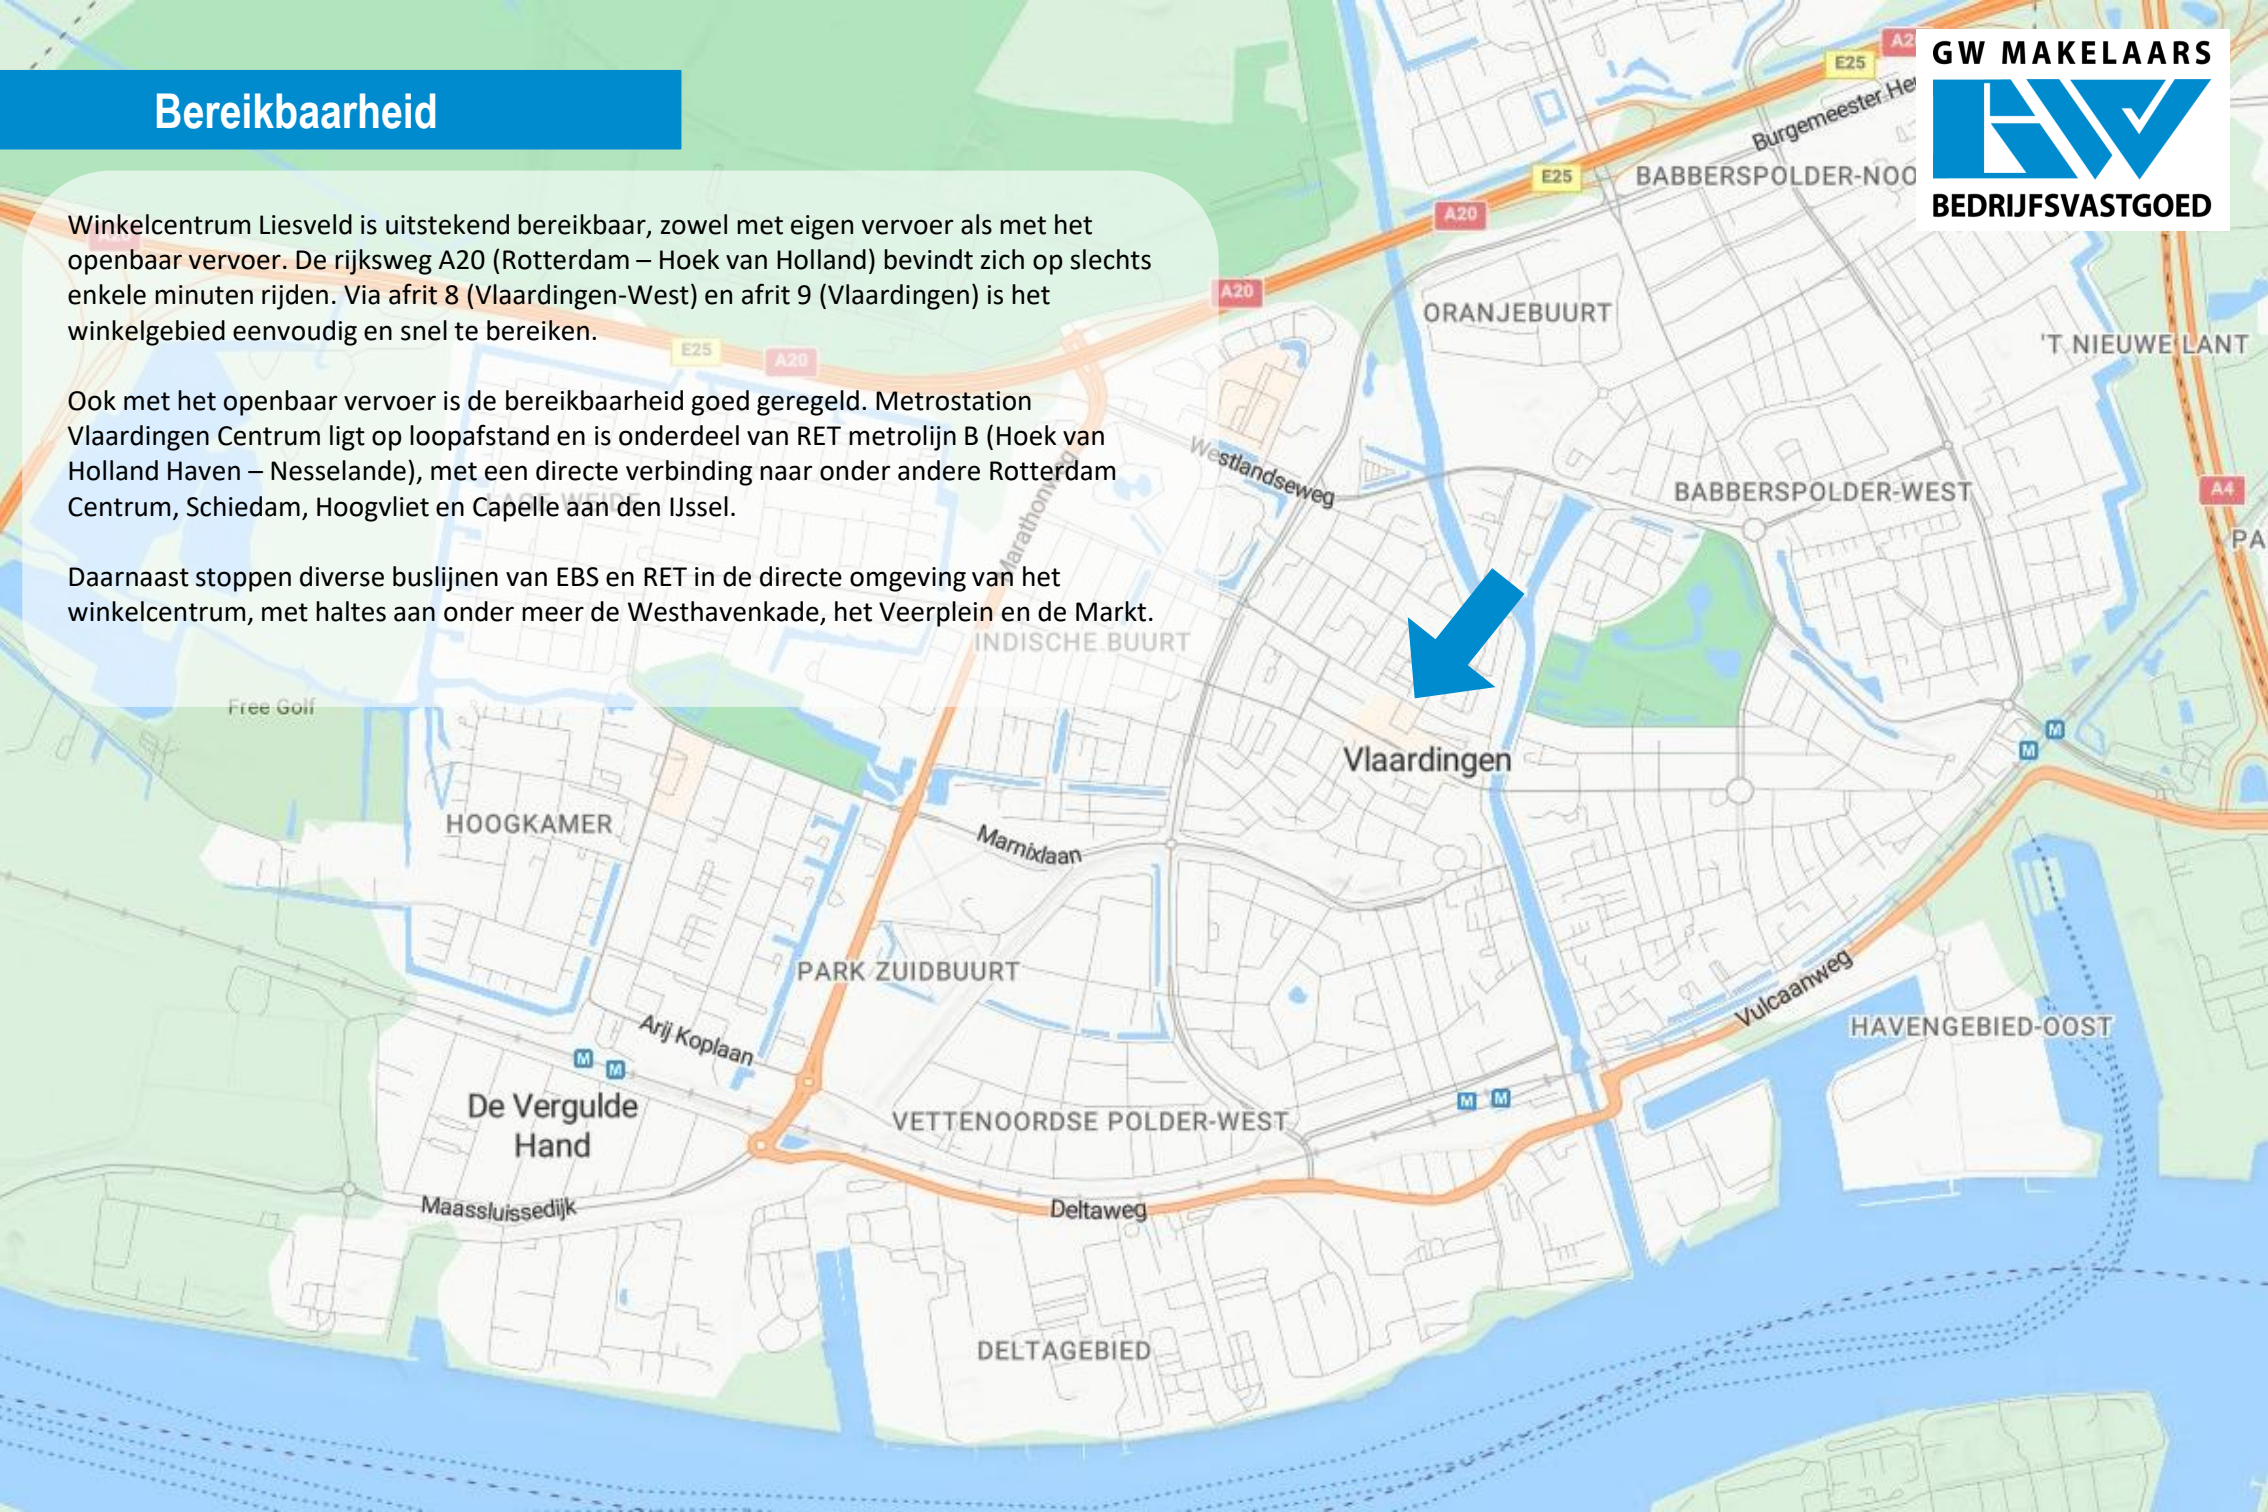 Bereikbaarheid
GW MAKELAARS
BEDRIJFSVASTGOED
Winkelcentrum Liesveld is uitstekend bereikbaar, zowel met eigen vervoer als met het
openbaar vervoer. De rijksweg A20 (Rotterdam – Hoek van Holland) bevindt zich op slechts
enkele minuten rijden. Via afrit 8 (Vlaardingen-West) en afrit 9 (Vlaardingen) is het
winkelgebied eenvoudig en snel te bereiken.
Ook met het openbaar vervoer is de bereikbaarheid goed geregeld. Metrostation
Vlaardingen Centrum ligt op loopafstand en is onderdeel van RET metrolijn B (Hoek van
Holland Haven – Nesselande), met een directe verbinding naar onder andere Rotterdam
Centrum, Schiedam, Hoogvliet en Capelle aan den IJssel.
Daarnaast stoppen diverse buslijnen van EBS en RET in de directe omgeving van het
winkelcentrum, met haltes aan onder meer de Westhavenkade, het Veerplein en de Markt.
E25
Burgemeester
E25
BABBERSPOLDER-NOO
A20
A20
ORANJEBUURT
'T NIEUWE LANT
E25
A20
Westlandseweg
BABBERSPOLDER-WEST
A4
PA
LAGE WEIDE
Marathonweg
INDISCHE BUURT
Free Golf
M
M
Vlaardingen
HOOGKAMER
Marnixlaan
PARK ZUIDBUURT
Vulcaanweg
HAVENGEBIED-OOST
Arij Koplaan
M
M
M
M
De Vergulde
Hand
VETTENOORDSE POLDER-WEST
Maassluissedijk
Deltaweg
DELTAGEBIED